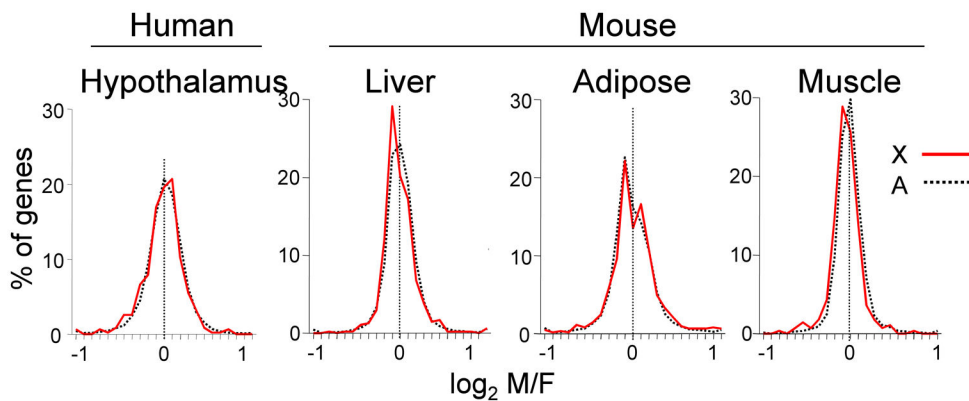 Human Mouse
Hypothalamus Liver Adipose Muscle
% of genes
30 30 30 30
20 20 20 20
10 10 10 10
0 0 0 0
-1 0 1 -1 0 1 -1 0 1 -1 0 1
log2 M/F
X
A